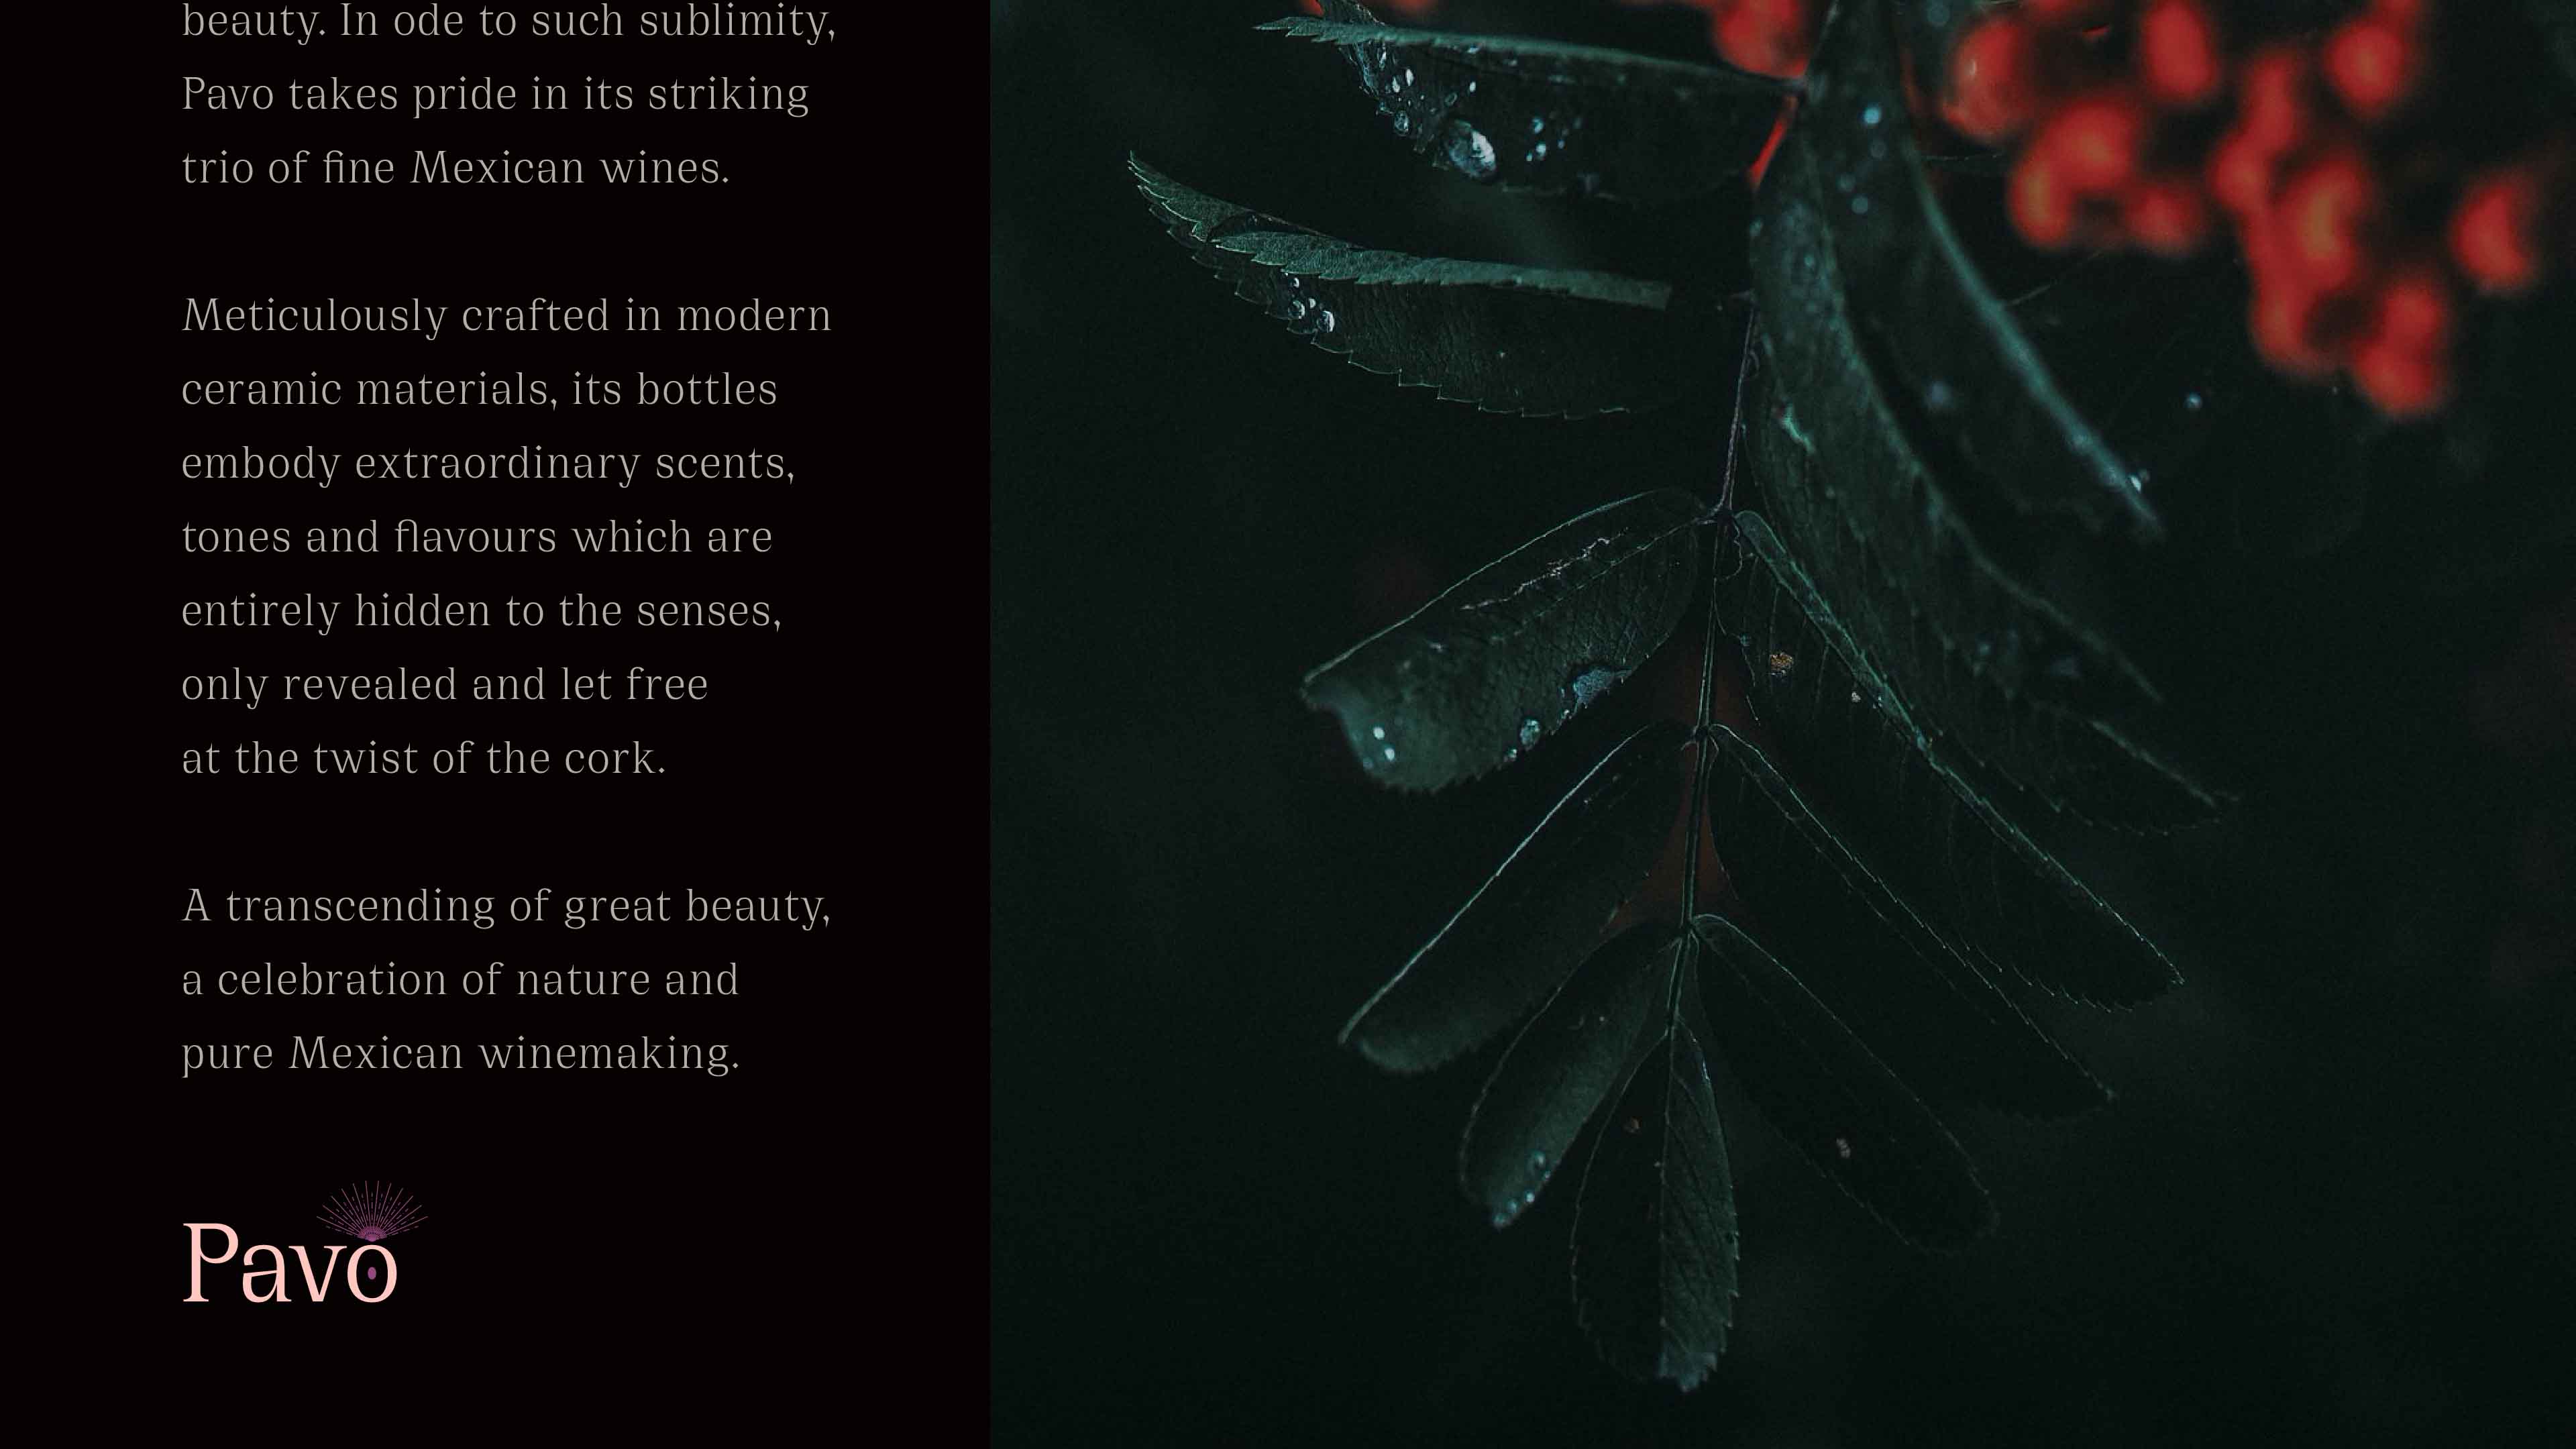 beauty. In ode to such sublimity,
Pavo takes pride in its striking
trio of fine Mexican wines.
Meticulously crafted in modern
ceramic materials, its bottles
embody extraordinary scents,
tones and flavours which are
entirely hidden to the senses,
only revealed and let free
at the twist of the cork.
A transcending of great beauty,
a celebration of nature and
pure Mexican winemaking.
Pavo